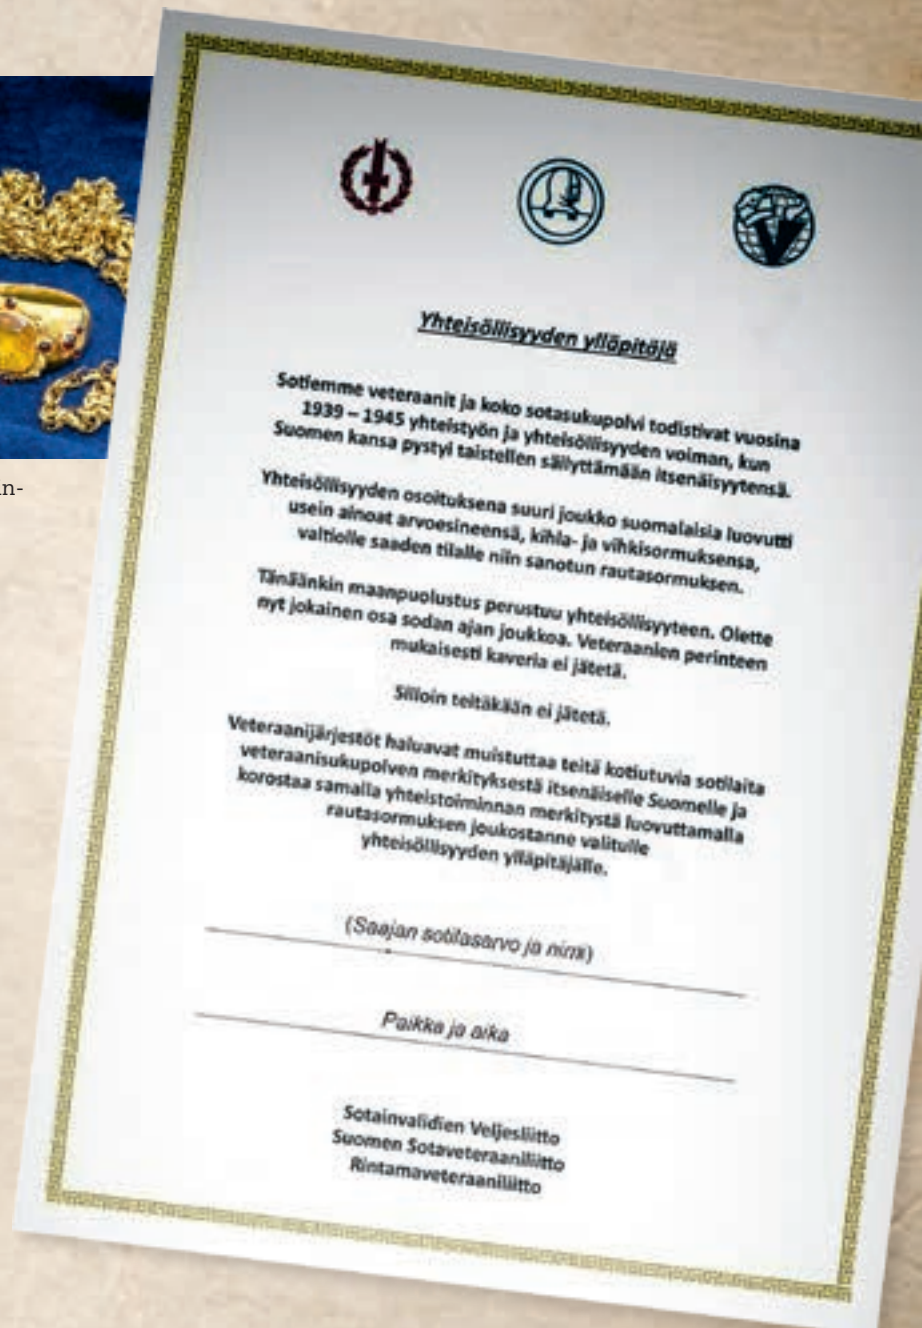 Yhteisöllisyyden ylläpitäjä
Sotiemme veteraanit ja koko sotasukupolvi todistivat vuosina
1939 – 1945 yhteistyön ja yhteisöllisyyden voiman, kun
Suomen kansa pystyi taistellen säilyttämään itsenäisyytensä.
Yhteisöllisyyden osoituksena suuri joukko suomalaisia luovutti
usein ainoat arvoesineensä, kihla- ja vihkisormuksensa,
valtiolle saaden tilalle niin sanotun rautasormuksen.
Tänäänkin maanpuolustus perustuu yhteisöllisyyteen. Olette
nyt jokainen osa sodan ajan joukkoa. Veteraanien perinteen
mukaisesti kaveria ei jätetä.
Silloin teitäkään ei jätetä.
Veteraanijärjestöt haluavat muistuttaa teitä kotiutuvia sotilaita
veteraanisukupolven merkityksestä itsenäiselle Suomelle ja
korostaa samalla yhteistoiminnan merkitystä luovuttamalla
rautasormuksen joukostanne valitulle
yhteisöllisyyden ylläpitäjälle.
(Saajan sotilasarvo ja nimi)
Paikka ja aika
Sotainvalidien Veljesliitto
Suomen Sotaveteraaniliitto
Rintamaveteraaniliitto
V